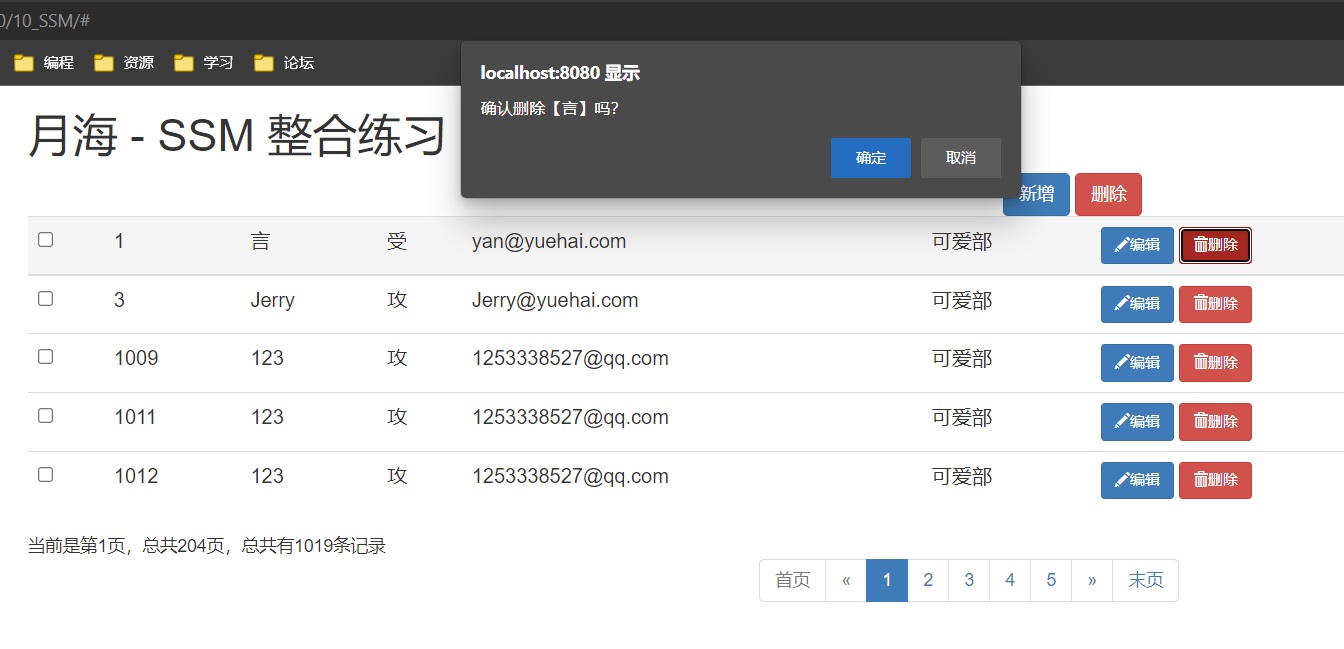 0/10_SSM/#
编程 资源 学习 论坛
localhost:8080 显示
确认删除【言】吗?
确定 取消
月海 - SSM 整合练习
新增 删除
1 言 受 yan@yuehai.com 可爱部 编辑 删除
3 Jerry 攻 Jerry@yuehai.com 可爱部 编辑 删除
1009 123 攻 1253338527@qq.com 可爱部 编辑 删除
1011 123 攻 1253338527@qq.com 可爱部 编辑 删除
1012 123 攻 1253338527@qq.com 可爱部 编辑 删除
当前是第1页，总共204页，总共有1019条记录
首页 « 1 2 3 4 5 » 末页